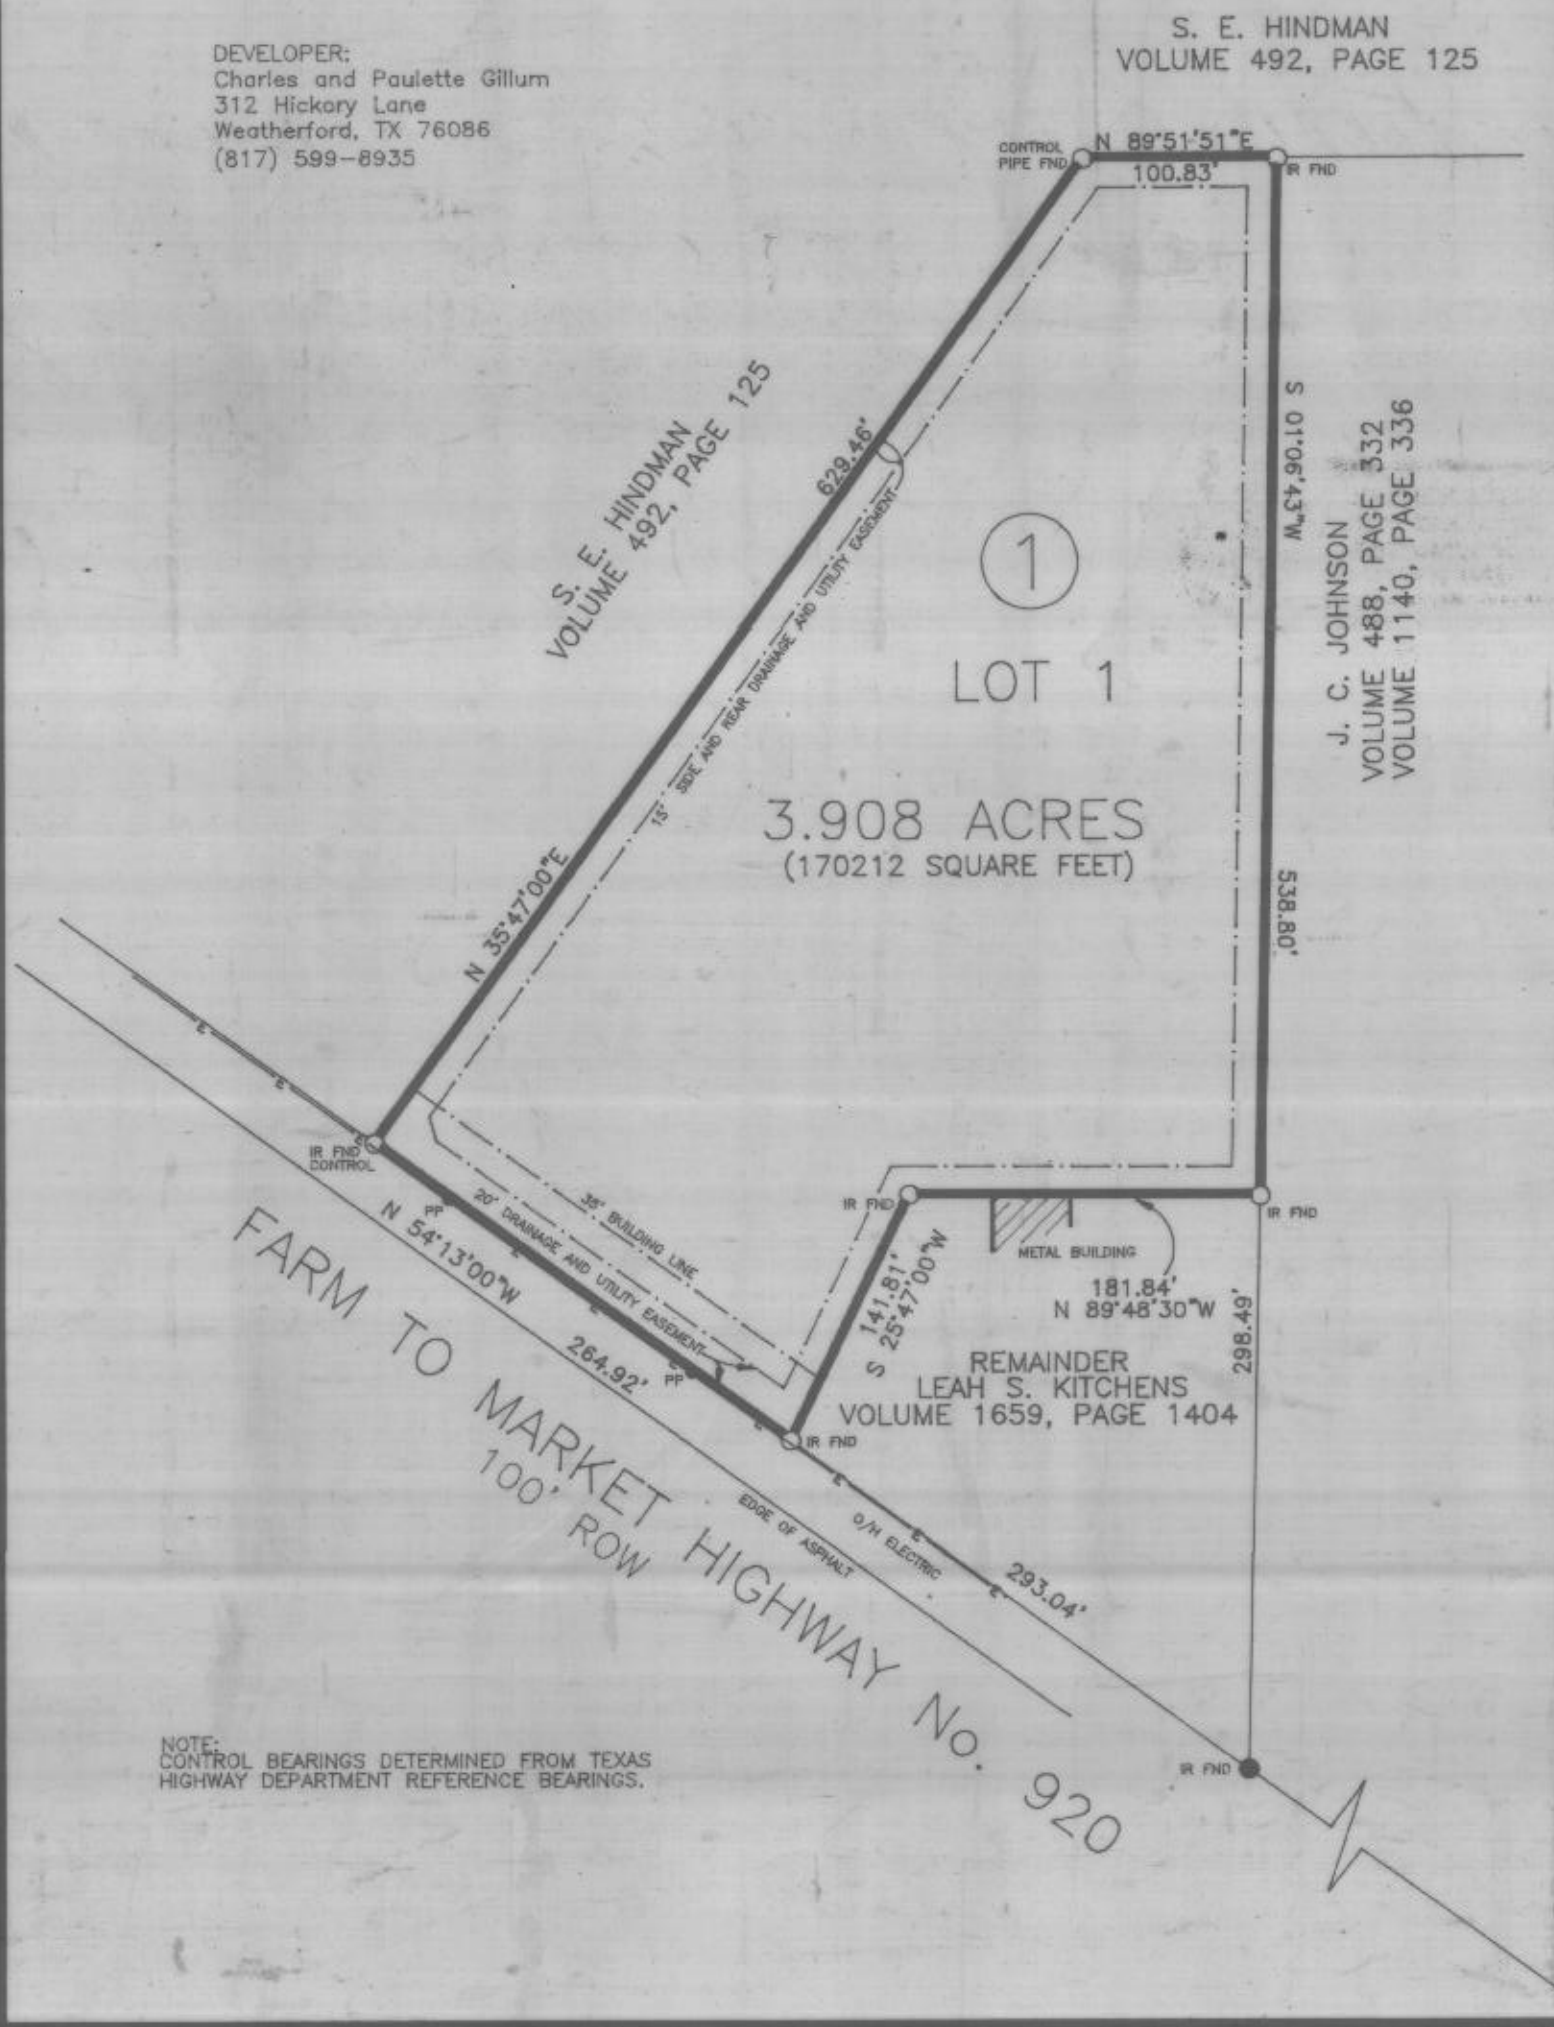 S. E. HINDMAN
VOLUME 492, PAGE 125
DEVELOPER:
Charles and Paulette Gillum
312 Hickory Lane
Weatherford, TX 76086
(817) 599-8935
CONTROL
PIPE FND
N 89°51'51"E
100.83'
IR FND
S. E. HINDMAN
VOLUME 492, PAGE 125
629.46'
N 35°47'00"E
15' SIDE AND REAR DRAINAGE AND UTILITY EASEMENT
1
LOT 1
3.908 ACRES
(170212 SQUARE FEET)
S 01°06'43"W
538.80'
J. C. JOHNSON
VOLUME 488, PAGE 332
VOLUME 1140, PAGE 336
E
E
E
IR FND
CONTROL
PP
N 54°13'00"W
264.92'
35' BUILDING LINE
20' DRAINAGE AND UTILITY EASEMENT
E
E
E
PP
E
IR FND
IR FND
METAL BUILDING
181.84'
N 89°48'30"W
141.81'
S 25°47'00"W
298.49'
REMAINDER
LEAH S. KITCHENS
VOLUME 1659, PAGE 1404
IR FND
FARM TO MARKET HIGHWAY No. 920
100' ROW
EDGE OF ASPHALT
E
O/H ELECTRIC
E
E
293.04'
IR FND
NOTE:
CONTROL BEARINGS DETERMINED FROM TEXAS
HIGHWAY DEPARTMENT REFERENCE BEARINGS.